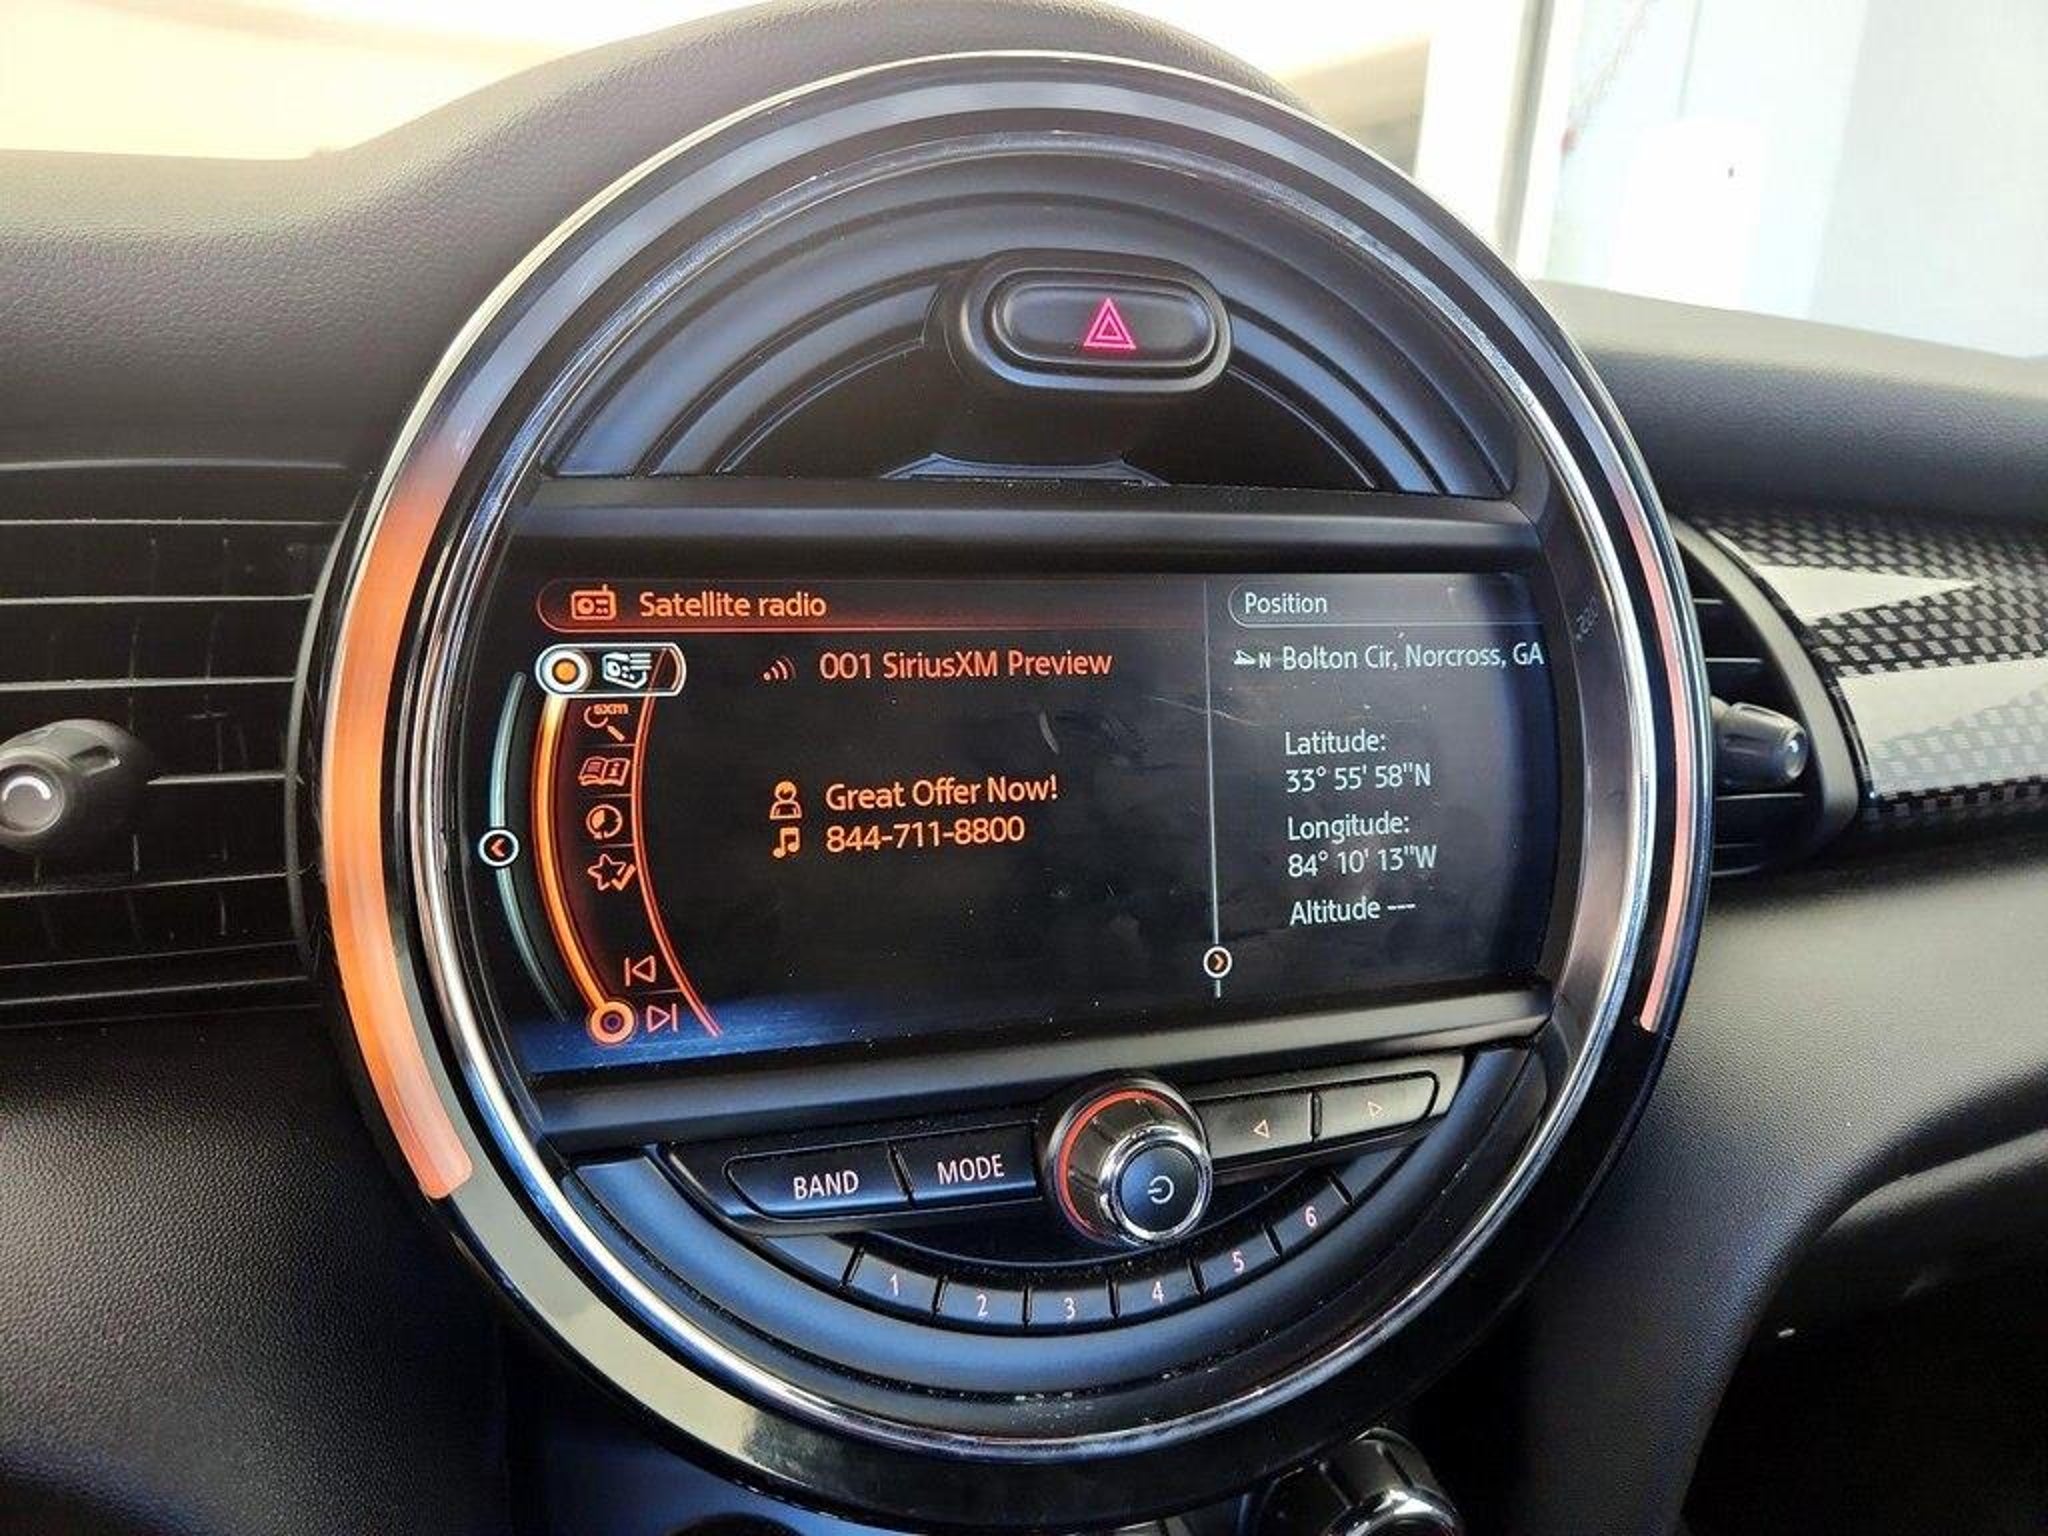 Satellite radio
Position
001 SiriusXM Preview
N Bolton Cir, Norcross, GA
sxm
Great Offer Now!
844-711-8800
Latitude:
33° 55' 58"N
Longitude:
84° 10' 13"W
Altitude ---
BAND
MODE
1
2
3
4
5
6